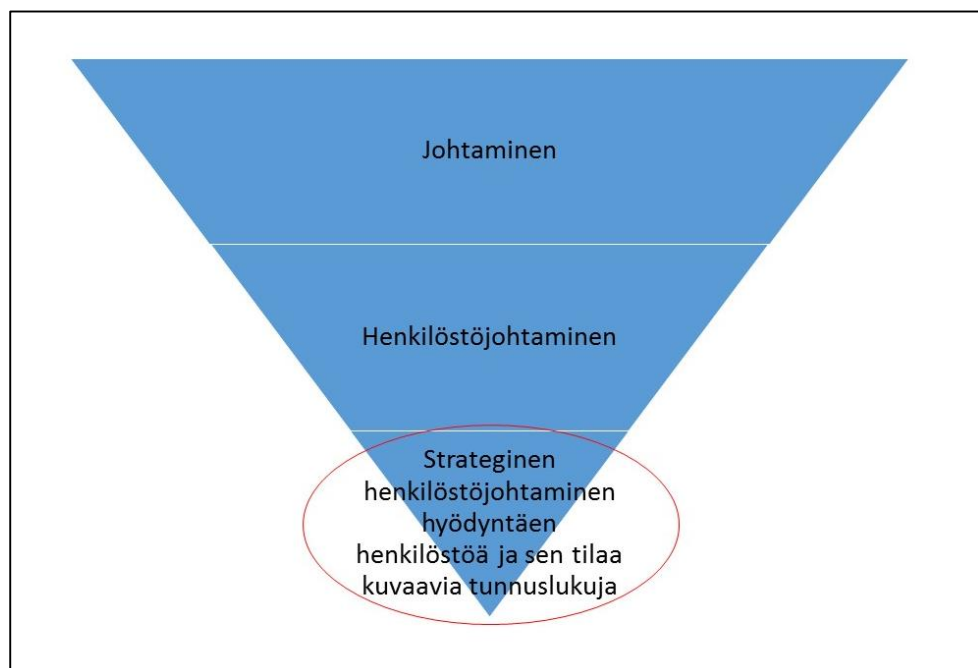 Johtaminen
Henkilöstöjohtaminen
Strateginen
henkilöstöjohtaminen
hyödyntäen
henkilöstöä ja sen tilaa
kuvaavia tunnuslukuja